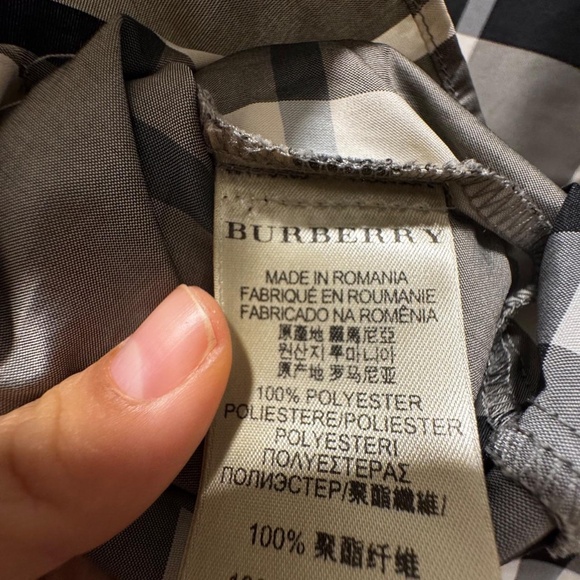 BURBERRY
MADE IN ROMANIA
FABRIQUÉ EN ROUMANIE
FABRICADO NA ROMÊNIA
原產地 羅馬尼亞
원산지 루마니아
原产地 罗马尼亚
100% POLYESTER
POLIESTERE/POLIESTER
POLYESTERI
ΠΟΛΥΕΣΤΕΡΑΣ
ПОЛИЭСТЕР/聚酯纖維/
100% 聚酯纤维